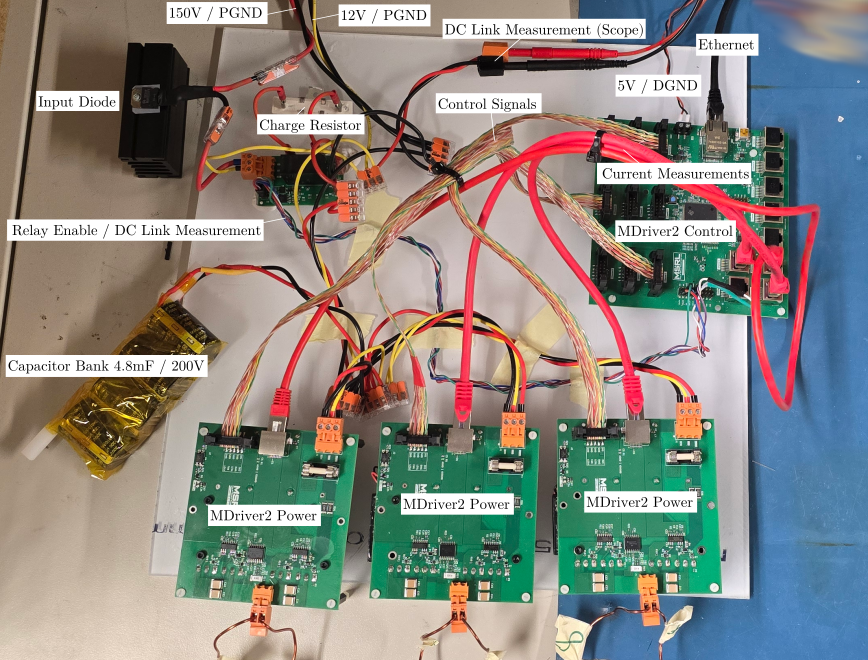 150V / PGND
12V / PGND
DC Link Measurement (Scope)
Ethernet
5V / DGND
Input Diode
Control Signals
Charge Resistor
Current Measurements
Relay Enable / DC Link Measurement
MDriver2 Control
MSRL
Capacitor Bank 4.8mF / 200V
MDriver2 Power
MDriver2 Power
MDriver2 Power